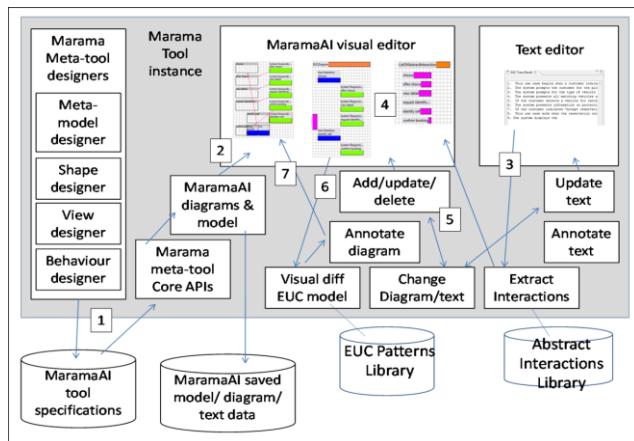 Marama
Meta-tool
designers
Meta-
model
designer
Shape
designer
View
designer
Behaviour
designer
Marama
Tool
instance
MaramaAI visual editor
Text editor
4
2
7
6
3
5
1
MaramaAI
diagrams
& model
Marama
meta-tool
Core APIs
Add/update/
delete
Annotate
diagram
Update
text
Annotate
text
Visual diff
EUC model
Change
Diagram/text
Extract
Interactions
MaramaAI
tool
specifications
MaramaAI saved
model/ diagram/
text data
EUC Patterns
Library
Abstract
Interactions
Library